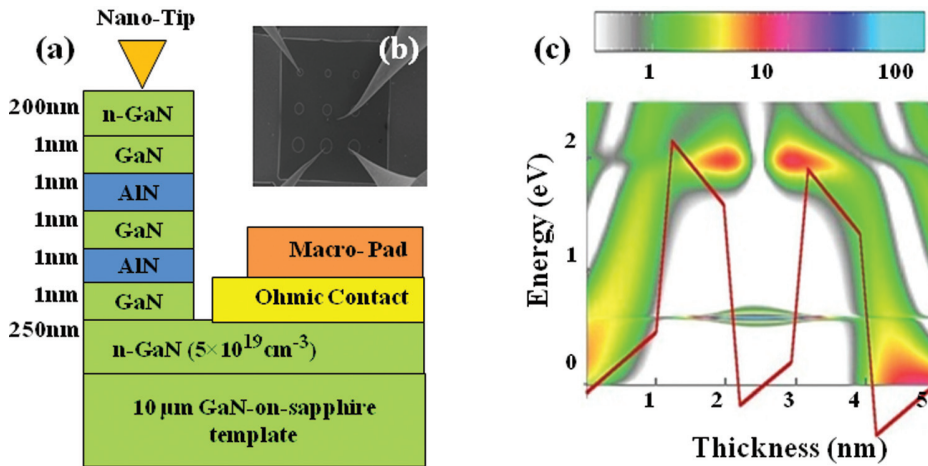 Nano-Tip
(a)
(b)
200nm
n-GaN
1nm
GaN
1nm
AlN
1nm
GaN
1nm
AlN
1nm
GaN
250nm
Macro- Pad
Ohmic Contact
n-GaN (5×10¹⁹cm⁻³)
10 µm GaN-on-sapphire
template
(c)
1 10 100
Energy (eV)
2
1
0
1 2 3 4 5
Thickness (nm)